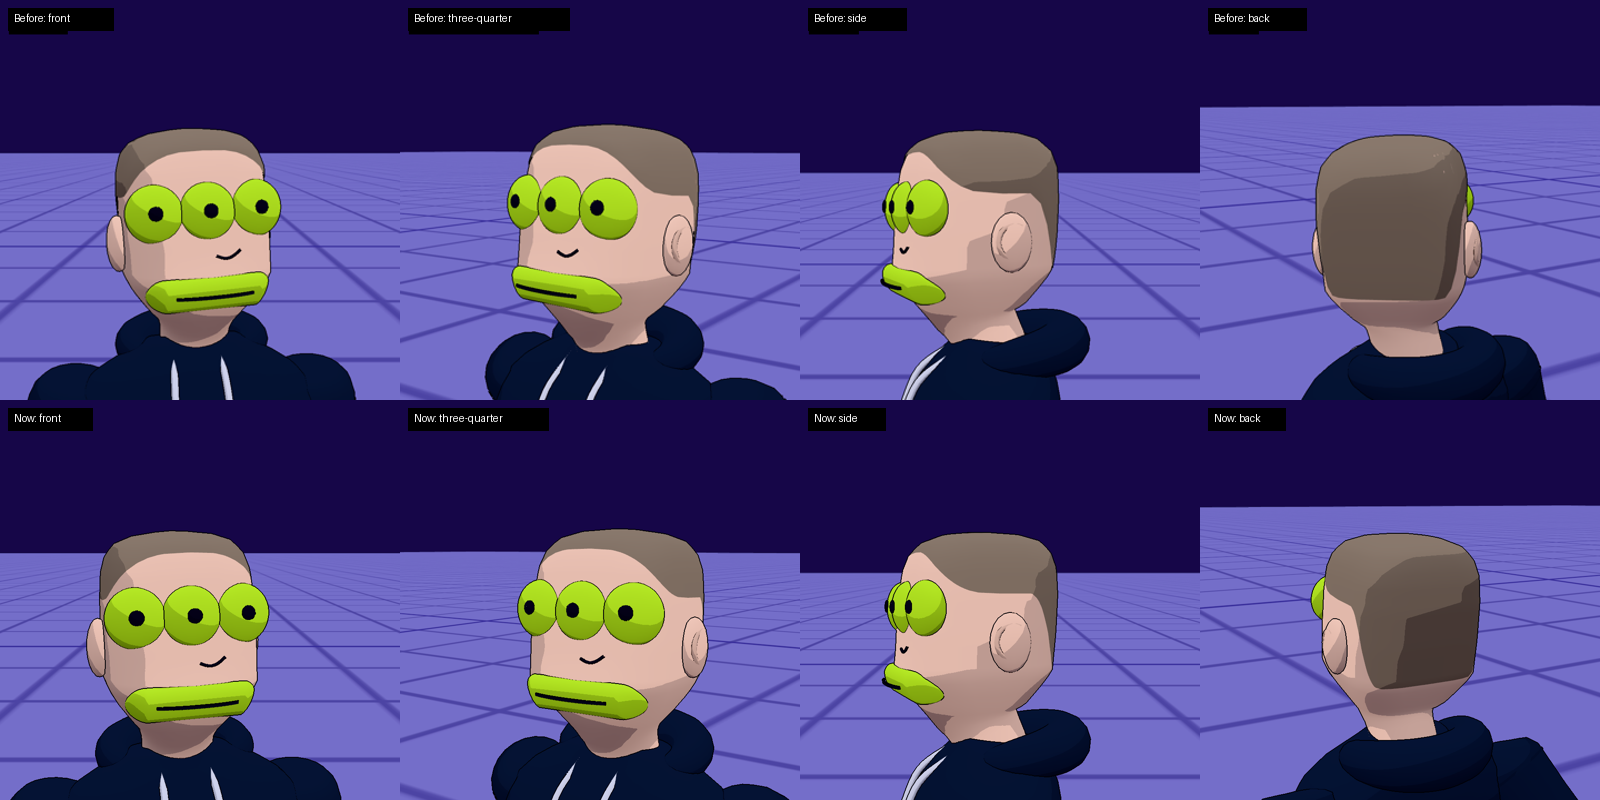 Before: front
Before: three-quarter
Before: side
Before: back
Now: front
Now: three-quarter
Now: side
Now: back